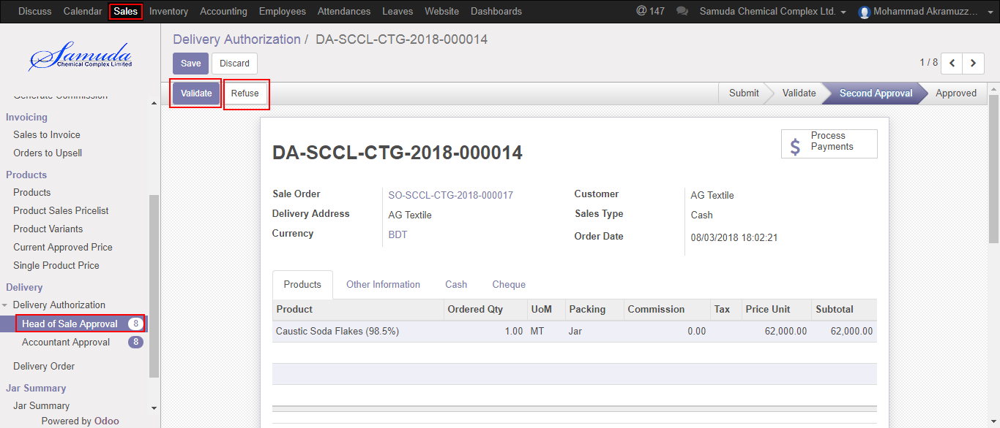 Discuss Calendar Sales Inventory Accounting Employees Attendances Leaves Website Dashboards @ 147 Samuda Chemical Complex Ltd. Mohammad Akramuzz...
Samuda
Chemical Complex Limited
Generate Commission
Invoicing
Sales to Invoice
Orders to Upsell
Products
Products
Product Sales Pricelist
Product Variants
Current Approved Price
Single Product Price
Delivery
Delivery Authorization
Head of Sale Approval 8
Accountant Approval 8
Delivery Order
Jar Summary
Jar Summary
Powered by Odoo
Delivery Authorization / DA-SCCL-CTG-2018-000014
Save Discard 1 / 8
Validate Refuse Submit Validate Second Approval Approved
$ Process
Payments
DA-SCCL-CTG-2018-000014
Sale Order SO-SCCL-CTG-2018-000017 Customer AG Textile
Delivery Address AG Textile Sales Type Cash
Currency BDT Order Date 08/03/2018 18:02:21
Products Other Information Cash Cheque
Product Ordered Qty UoM Packing Commission Tax Price Unit Subtotal
Caustic Soda Flakes (98.5%) 1.00 MT Jar 0.00 62,000.00 62,000.00